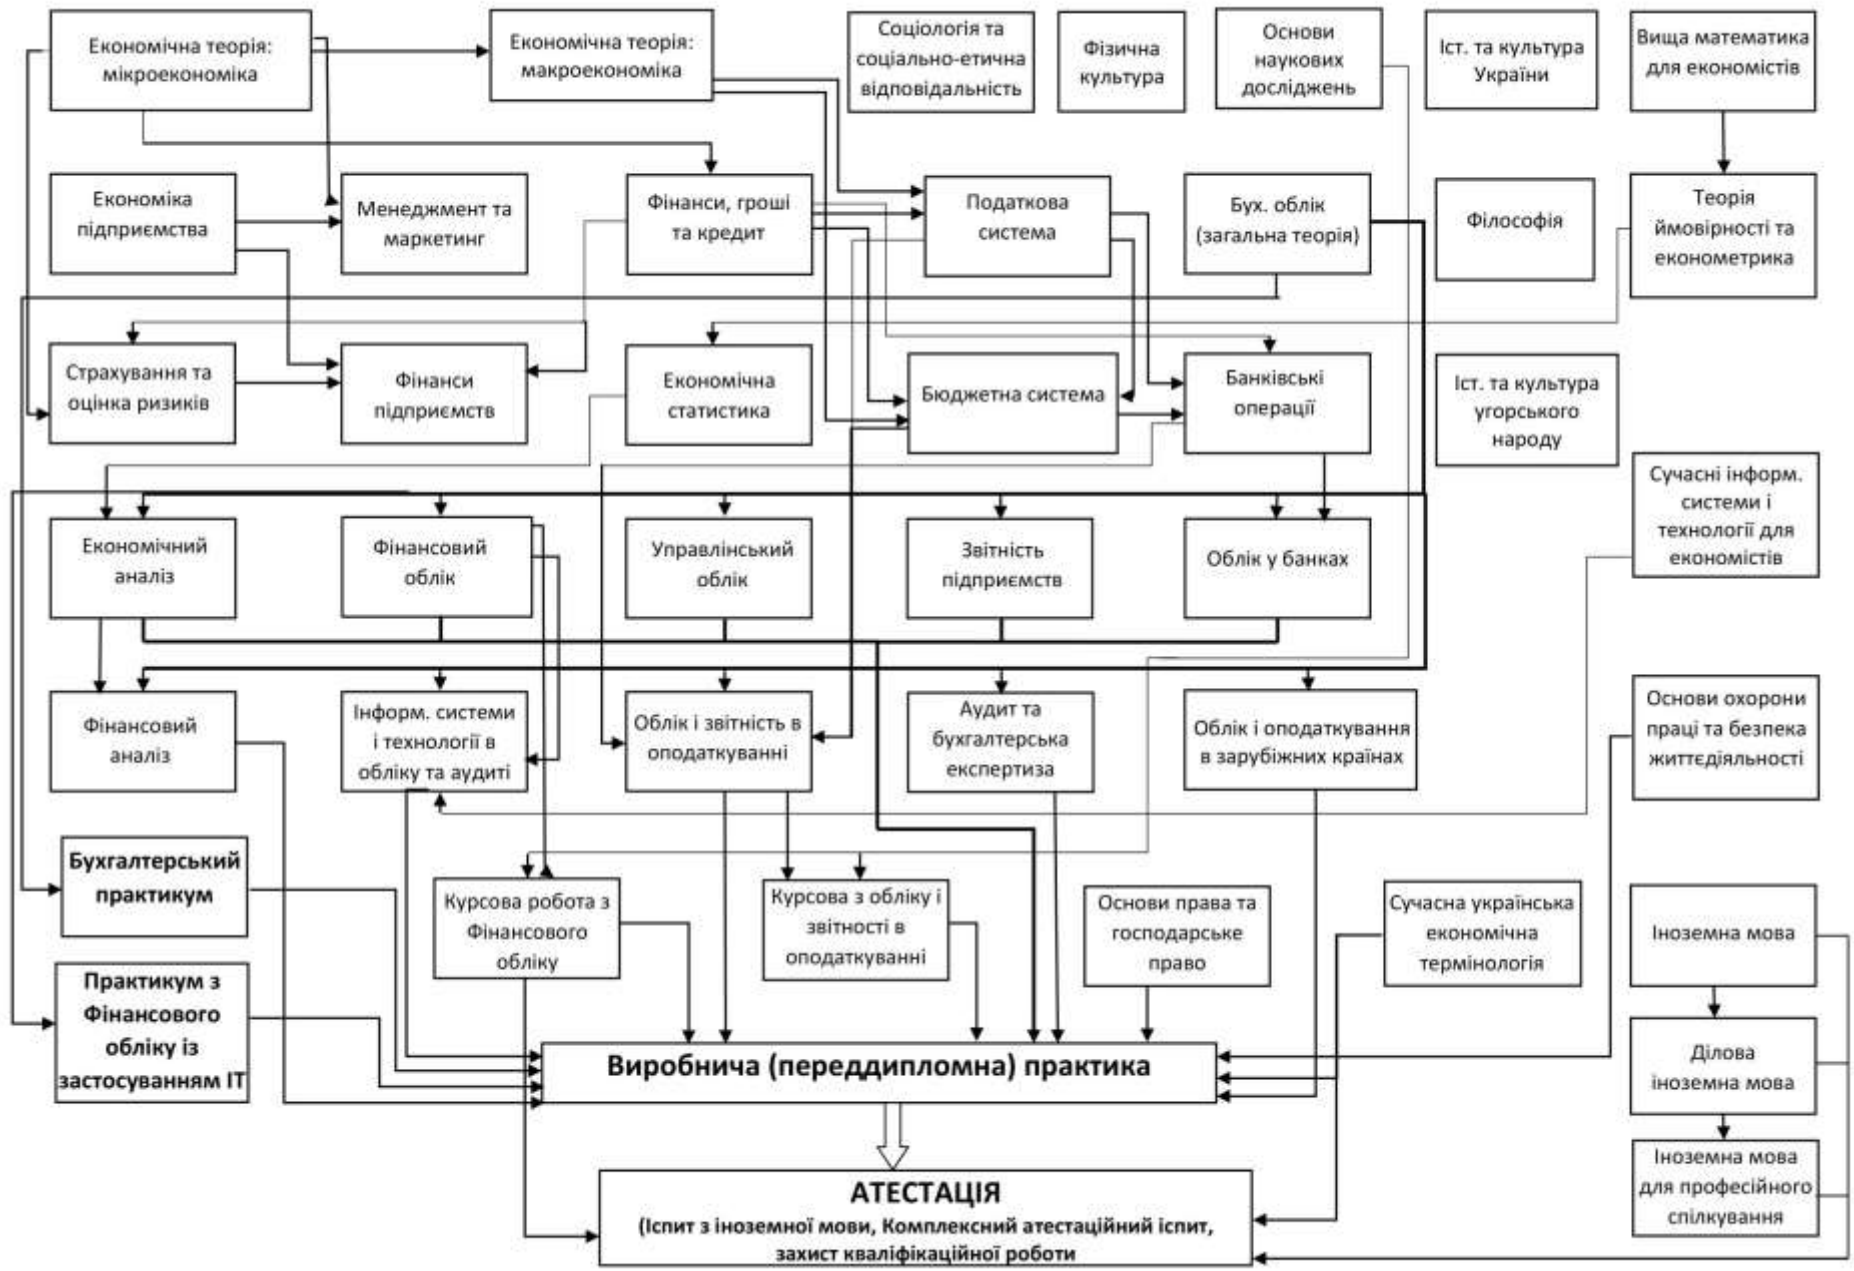 Економічна теорія:
мікроекономіка
Економічна теорія:
макроекономіка
Соціологія та
соціально-етична
відповідальність
Фізична
культура
Основи
наукових
досліджень
Іст. та культура
України
Вища математика
для економістів
Економіка
підприємства
Менеджмент та
маркетинг
Фінанси, гроші
та кредит
Податкова
система
Бух. облік
(загальна теорія)
Філософія
Теорія
ймовірності та
економетрика
Страхування та
оцінка ризиків
Фінанси
підприємств
Економічна
статистика
Бюджетна система
Банківські
операції
Іст. та культура
угорського
народу
Сучасні інформ.
системи і
технології для
економістів
Економічний
аналіз
Фінансовий
облік
Управлінський
облік
Звітність
підприємств
Облік у банках
Фінансовий
аналіз
Інформ. системи
і технології в
обліку та аудиті
Облік і звітність в
оподаткуванні
Аудит та
бухгалтерська
експертиза
Облік і оподаткування
в зарубіжних країнах
Основи охорони
праці та безпека
життєдіяльності
Бухгалтерський
практикум
Курсова робота з
Фінансового
обліку
Курсова з обліку і
звітності в
оподаткуванні
Основи права та
господарське
право
Сучасна українська
економічна
термінологія
Іноземна мова
Практикум з
Фінансового
обліку із
застосуванням ІТ
Виробнича (переддипломна) практика
Ділова
іноземна мова
АТЕСТАЦІЯ
(Іспит з іноземної мови, Комплексний атестаційний іспит,
захист кваліфікаційної роботи
Іноземна мова
для професійного
спілкування